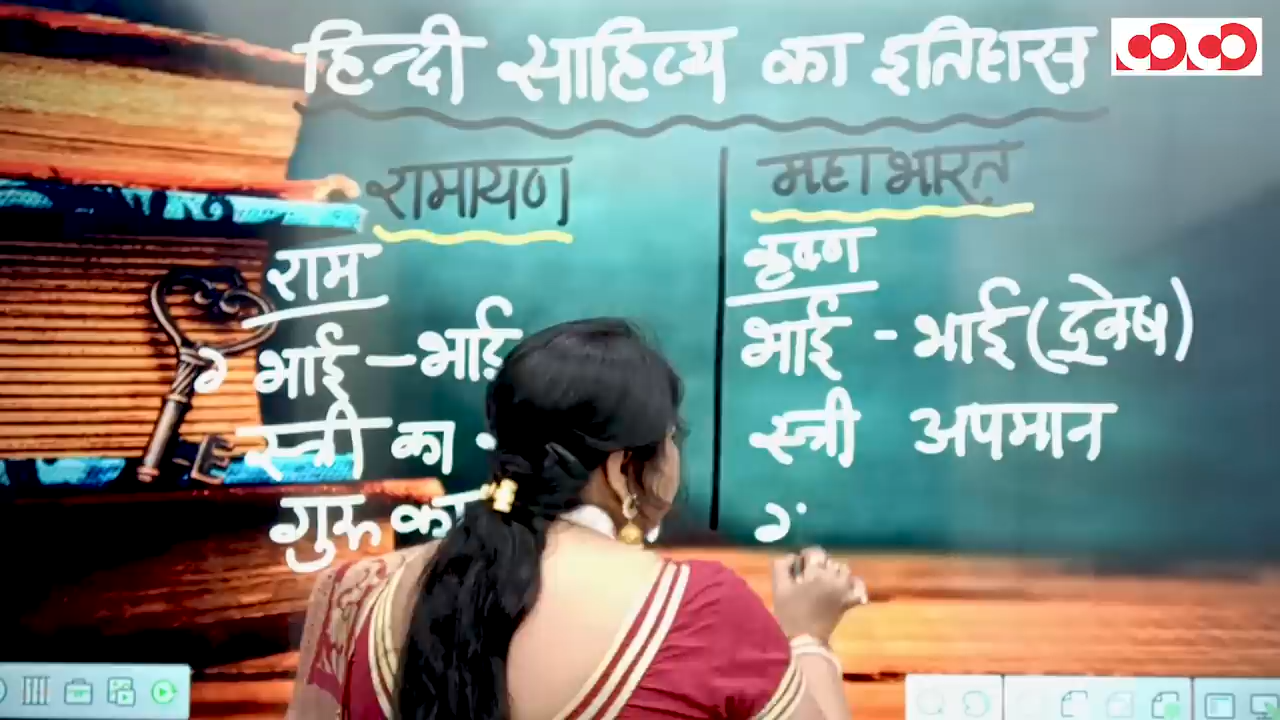 हिन्दी साहित्य का इतिहास
रामायण
राम
भाई – भाई
स्त्री का
गुरु का
महाभारत
कृष्ण
भाई - भाई (द्वेष)
स्त्री अपमान